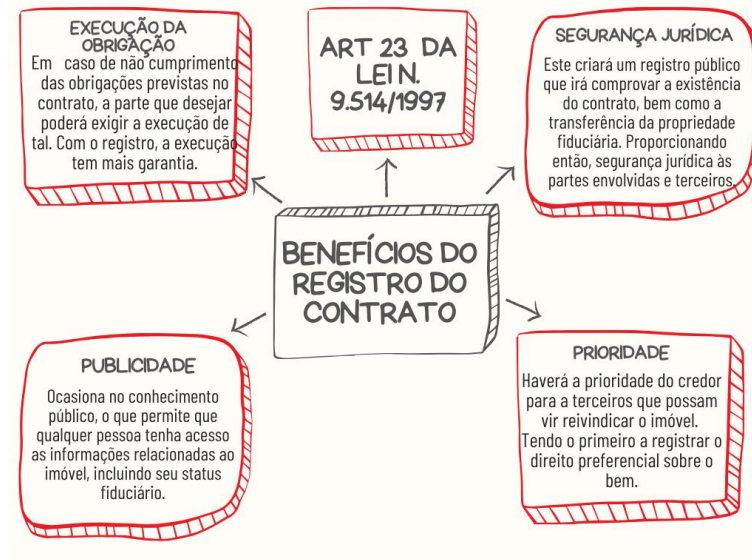 EXECUÇÃO DA
OBRIGAÇÃO
Em caso de não cumprimento
das obrigações previstas no
contrato, a parte que desejar
poderá exigir a execução de
tal. Com o registro, a execução
tem mais garantia.
ART 23 DA
LEI N.
9.514/1997
SEGURANÇA JURÍDICA
Este criará um registro público
que irá comprovar a existência
do contrato, bem como a
transferência da propriedade
fiduciária. Proporcionando
então, segurança jurídica às
partes envolvidas e terceiros.
BENEFÍCIOS DO
REGISTRO DO
CONTRATO
PUBLICIDADE
Ocasiona no conhecimento
público, o que permite que
qualquer pessoa tenha acesso
as informações relacionadas ao
imóvel, incluindo seu status
fiduciário.
PRIORIDADE
Haverá a prioridade do credor
para a terceiros que possam
vir reivindicar o imóvel.
Tendo o primeiro a registrar o
direito preferencial sobre o
bem.